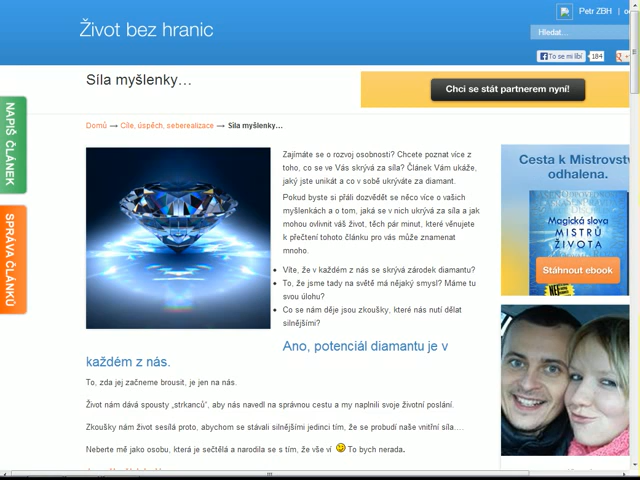 Život bez hranic
Petr ZBH | o
Hledat...
To se mi líbí 184
Síla myšlenky…
Chci se stát partnerem nyní!
Domů → Cíle, úspěch, seberealizace → Síla myšlenky…
NAPIŠ ČLÁNEK
SPRÁVA ČLÁNKŮ
Zajímáte se o rozvoj osobnosti? Chcete poznat více z
toho, co se ve Vás skrývá za síla? Článek Vám ukáže,
jaký jste unikát a co v sobě ukrýváte za diamant.
Pokud byste si přáli dozvědět se něco více o vašich
myšlenkách a o tom, jaká se v nich ukrývá za síla a jak
mohou ovlivnit váš život, těch pár minut, které věnujete
k přečtení tohoto článku pro vás může znamenat
mnoho.
Víte, že v každém z nás se skrývá zárodek diamantu?
To, že jsme tady na světě má nějaký smysl? Máme tu
svou úlohu?
Co se nám děje jsou zkoušky, které nás nutí dělat
silnějšími?
Ano, potenciál diamantu je v
každém z nás.
To, zda jej začneme brousit, je jen na nás.
Život nám dává spousty „strkanců“, aby nás navedl na správnou cestu a my naplnili svoje životní poslání.
Zkoušky nám život sesílá proto, abychom se stávali silnějšími jedinci tím, že se probudí naše vnitřní síla….
Neberte mě jako osobu, která je sečtělá a narodila se s tím, že vše ví To bych nerada.
Cesta k Mistrovstv
odhalena.
Magická slova
MISTRŮ
ŽIVOTA
Stáhnout ebook